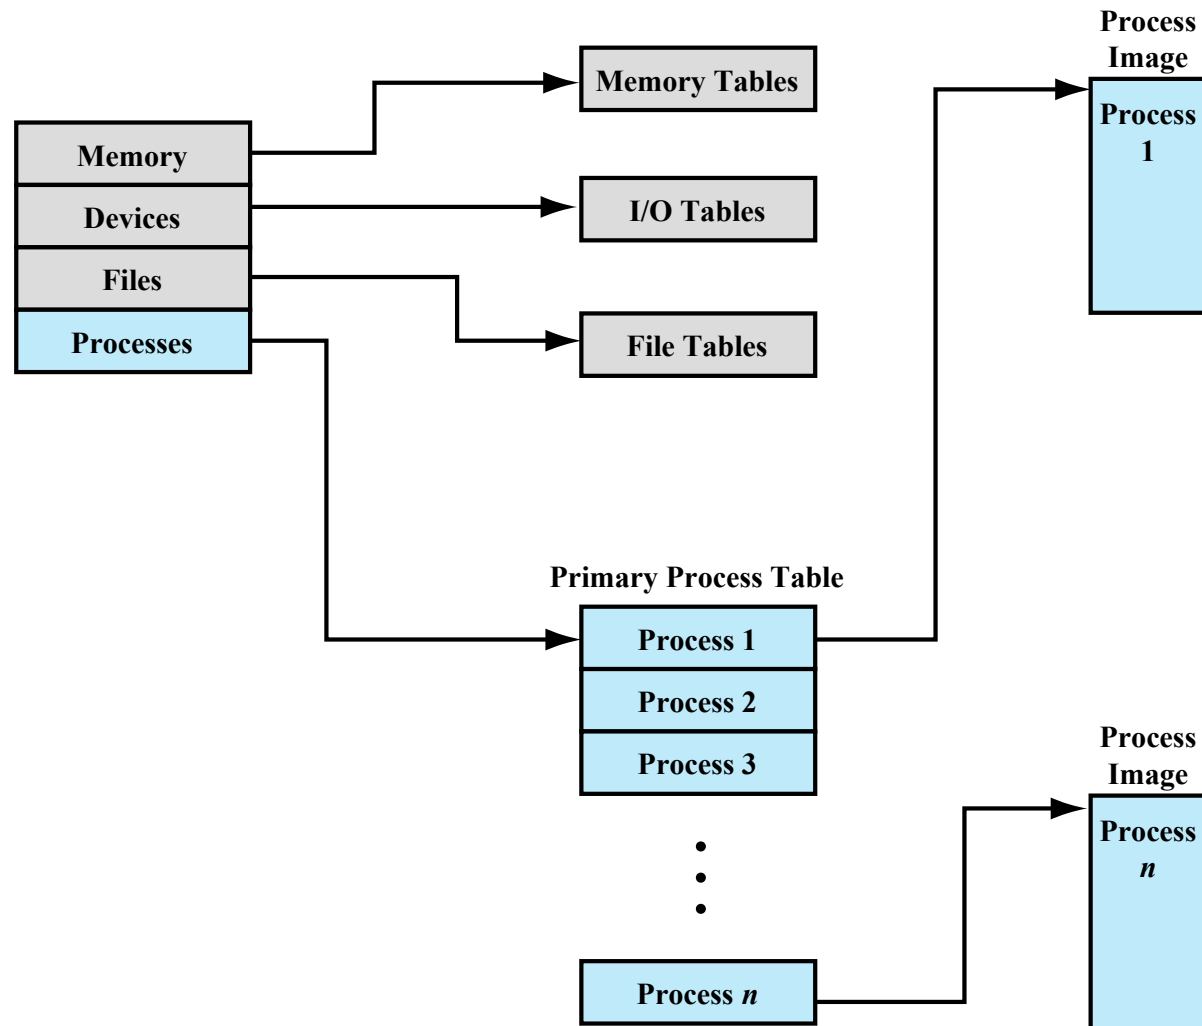 Memory
Devices
Files
Processes
Memory Tables
I/O Tables
File Tables
Primary Process Table
Process 1
Process 2
Process 3
Process n
Process
Image
Process
1
Process
Image
Process
n